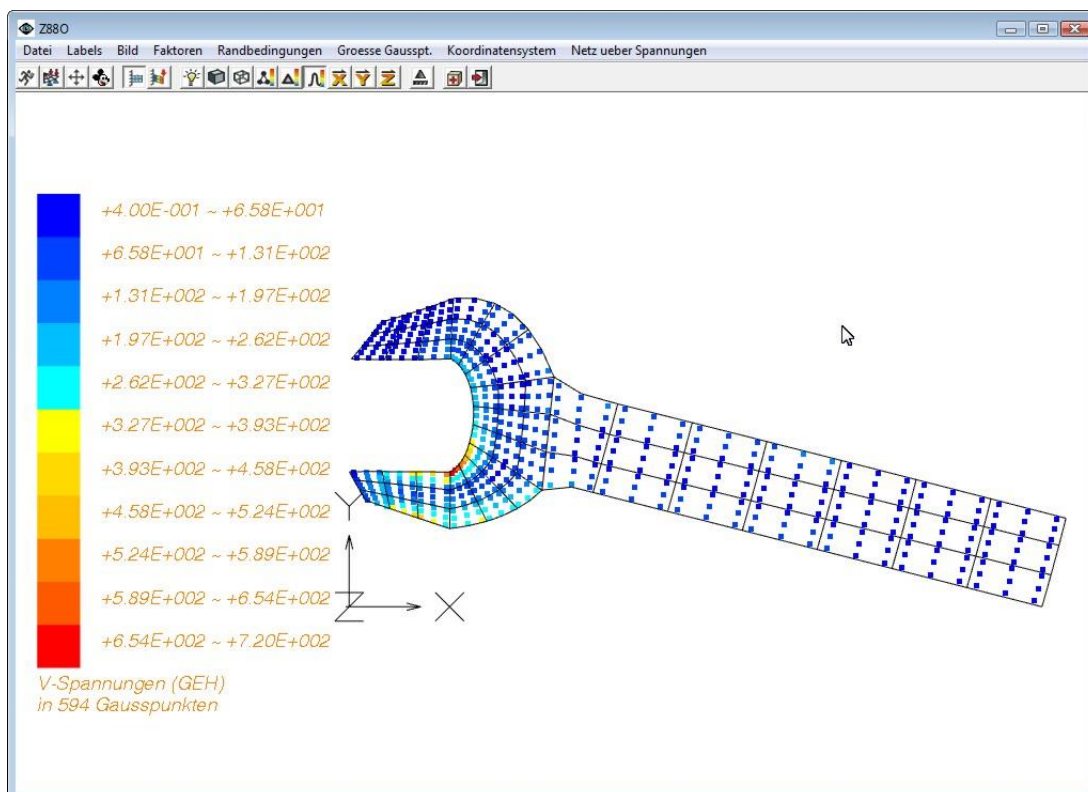 Z88O
Datei Labels Bild Faktoren Randbedingungen Groesse Gausspt. Koordinatensystem Netz ueber Spannungen
X Y Z
+4.00E-001 ~ +6.58E+001
+6.58E+001 ~ +1.31E+002
+1.31E+002 ~ +1.97E+002
+1.97E+002 ~ +2.62E+002
+2.62E+002 ~ +3.27E+002
+3.27E+002 ~ +3.93E+002
+3.93E+002 ~ +4.58E+002
+4.58E+002 ~ +5.24E+002
+5.24E+002 ~ +5.89E+002
+5.89E+002 ~ +6.54E+002
+6.54E+002 ~ +7.20E+002
Y
Z X
V-Spannungen (GEH)
in 594 Gausspunkten